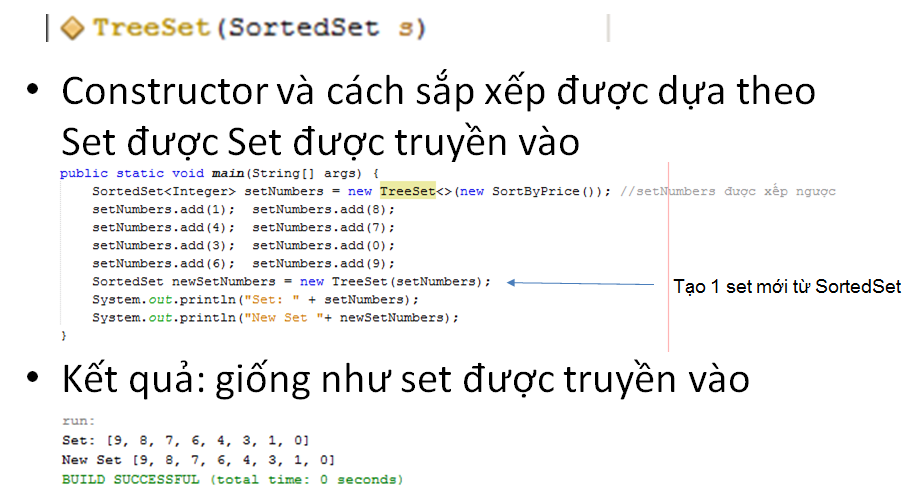 TreeSet(SortedSet s)
• Constructor và cách sắp xếp được dựa theo
Set được Set được truyền vào
public static void main(String[] args) {
SortedSet<Integer> setNumbers = new TreeSet<>(new SortByPrice()); //setNumbers được xếp ngược
setNumbers.add(1); setNumbers.add(8);
setNumbers.add(4); setNumbers.add(7);
setNumbers.add(3); setNumbers.add(0);
setNumbers.add(6); setNumbers.add(9);
SortedSet newSetNumbers = new TreeSet(setNumbers);
Tạo 1 set mới từ SortedSet
System.out.println("Set: " + setNumbers);
System.out.println("New Set "+ newSetNumbers);
}
• Kết quả: giống như set được truyền vào
run:
Set: [9, 8, 7, 6, 4, 3, 1, 0]
New Set [9, 8, 7, 6, 4, 3, 1, 0]
BUILD SUCCESSFUL (total time: 0 seconds)